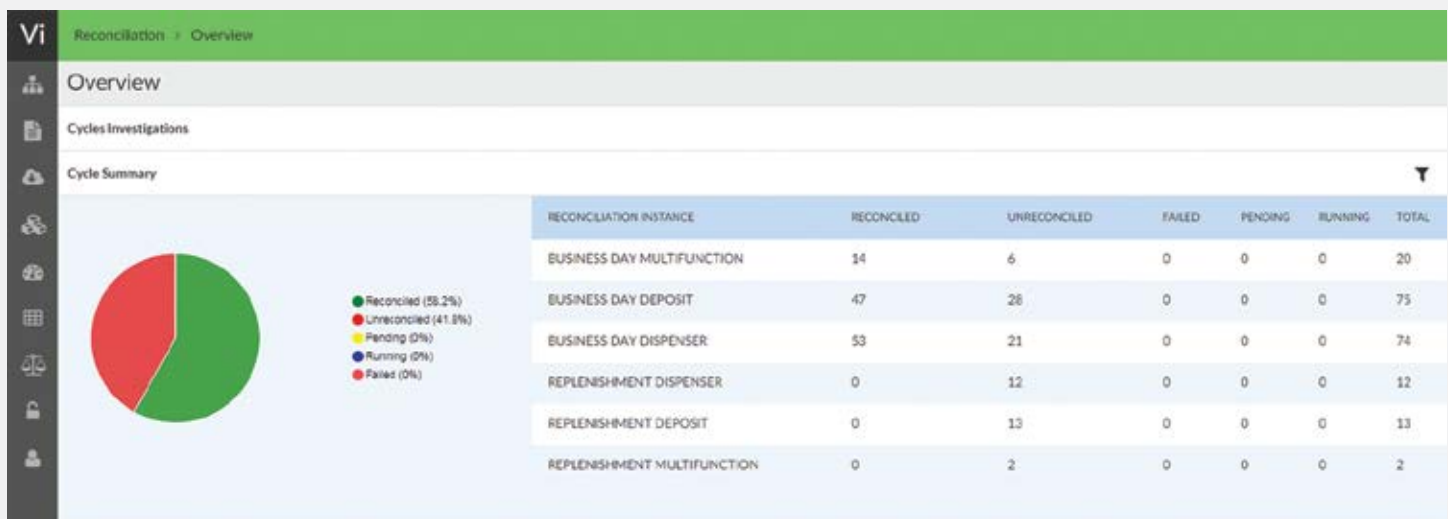 Vi
Reconciliation > Overview
Overview
Cycles Investigations
Cycle Summary
RECONCILIATION INSTANCE RECONCILED UNRECONCILED FAILED PENDING RUNNING TOTAL
BUSINESS DAY MULTIFUNCTION 14 6 0 0 0 20
BUSINESS DAY DEPOSIT 47 28 0 0 0 75
BUSINESS DAY DISPENSER 53 21 0 0 0 74
REPLENISHMENT DISPENSER 0 12 0 0 0 12
REPLENISHMENT DEPOSIT 0 13 0 0 0 13
REPLENISHMENT MULTIFUNCTION 0 2 0 0 0 2
Reconciled (58.2%)
Unreconciled (41.8%)
Pending (0%)
Running (0%)
Failed (0%)